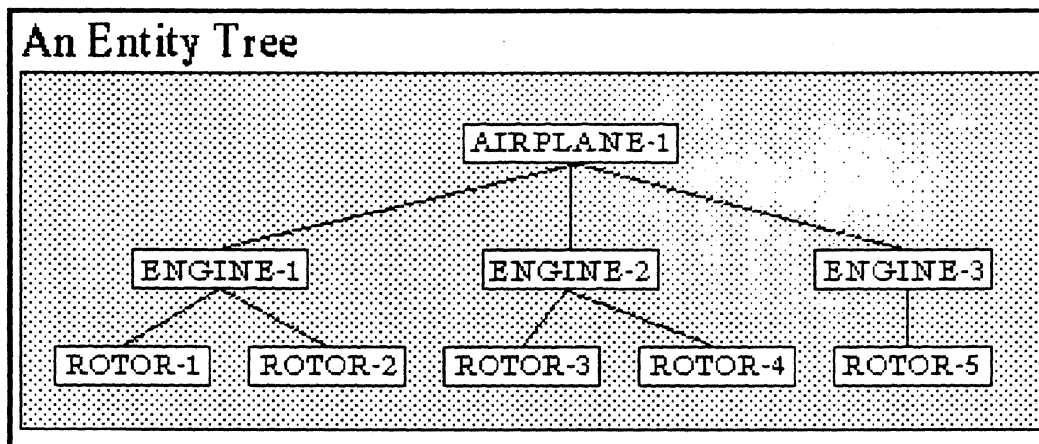 An Entity Tree
AIRPLANE-1
ENGINE-1 ENGINE-2 ENGINE-3
ROTOR-1 ROTOR-2 ROTOR-3 ROTOR-4 ROTOR-5